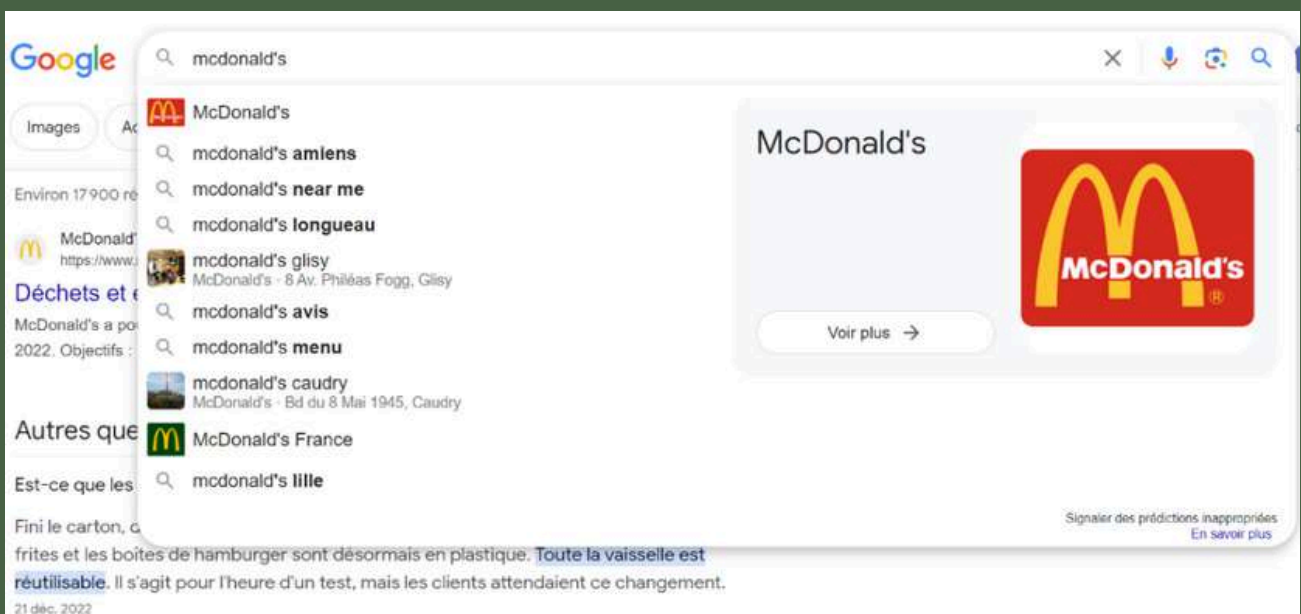 Google
mcdonald's
Images
McDonald's
mcdonald's amiens
mcdonald's near me
mcdonald's longueau
mcdonald's glisy
McDonald's · 8 Av. Philéas Fogg, Glisy
mcdonald's avis
mcdonald's menu
mcdonald's caudry
McDonald's · Bd du 8 Mai 1945, Caudry
McDonald's France
mcdonald's lille
McDonald's
McDonald's ®
Voir plus →
Signaler des prédictions inappropriées
En savoir plus
Environ 17 900
McDonald'
https://www.
Déchets et
McDonald's a
2022. Objectifs :
Autres
Est-ce que les
Fini le carton,
frites et les boîtes de hamburger sont désormais en plastique. Toute la vaisselle est
réutilisable. Il s'agit pour l'heure d'un test, mais les clients attendaient ce changement.
21 déc. 2022